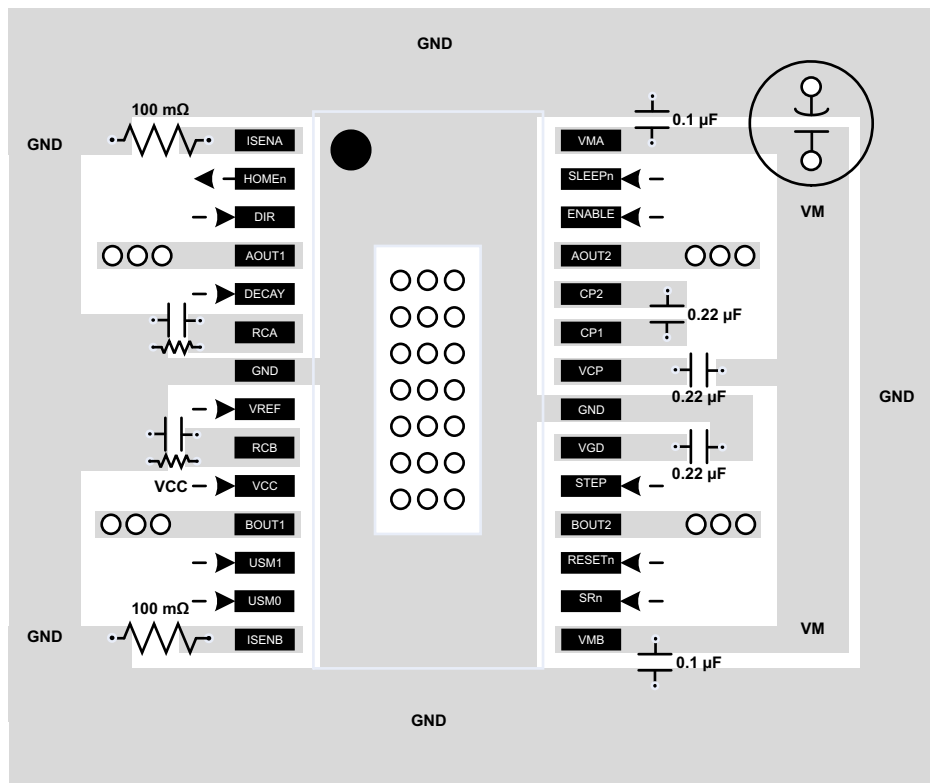 GND
100 mΩ
0.1 µF
GND
ISENA
VMA
HOMEn
SLEEPn
DIR
ENABLE
VM
AOUT1
AOUT2
DECAY
CP2
0.22 µF
RCA
CP1
GND
VCP
0.22 µF
GND
VREF
GND
RCB
VGD
0.22 µF
VCC
VCC
STEP
BOUT1
BOUT2
USM1
RESETn
USM0
SRn
100 mΩ
GND
ISENB
VMB
VM
0.1 µF
GND